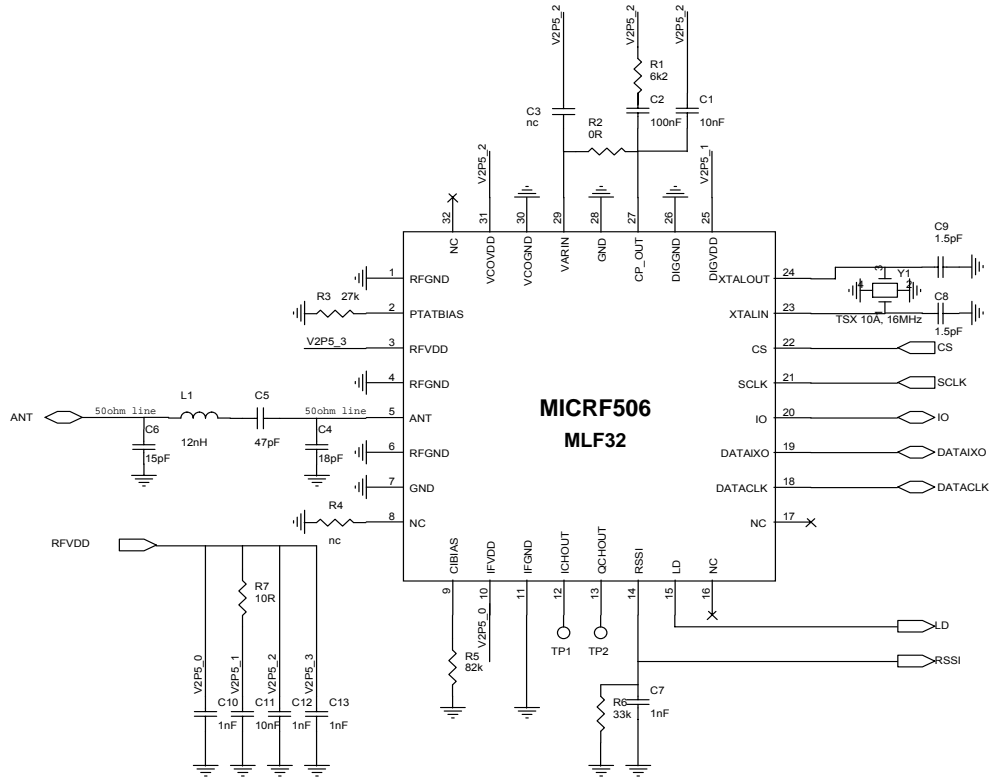 V2P5_2
V2P5_2
V2P5_2
R1
6k2
C3
nc
C2
100nF
C1
10nF
R2
0R
V2P5_2
V2P5_1
32
31
30
29
28
27
26
25
NC
VCOVDD
VCOGND
VARIN
GND
CP_OUT
DIGGND
DIGVDD
C9
1.5pF
1
RFGND
XTALOUT
24
3
Y1
4
2
R3
27k
2
PTATBIAS
XTALIN
23
1
TSX 10A, 16MHz
C8
1.5pF
V2P5_3
3
RFVDD
CS
22
CS
4
RFGND
SCLK
21
SCLK
MICRF506
MLF32
ANT
50ohm line
L1
12nH
C5
47pF
50ohm line
5
ANT
IO
20
IO
C6
15pF
C4
18pF
6
RFGND
DATAIXO
19
DATAIXO
7
GND
DATACLK
18
DATACLK
R4
nc
8
NC
NC
17
RFVDD
CIBIAS
IFVDD
IFGND
ICHOUT
QCHOUT
RSSI
LD
NC
9
10
11
12
13
14
15
16
R7
10R
V2P5_0
TP1
TP2
LD
RSSI
R5
82k
V2P5_0
V2P5_1
V2P5_2
V2P5_3
C10
1nF
C11
10nF
C12
1nF
C13
1nF
R6
33k
C7
1nF